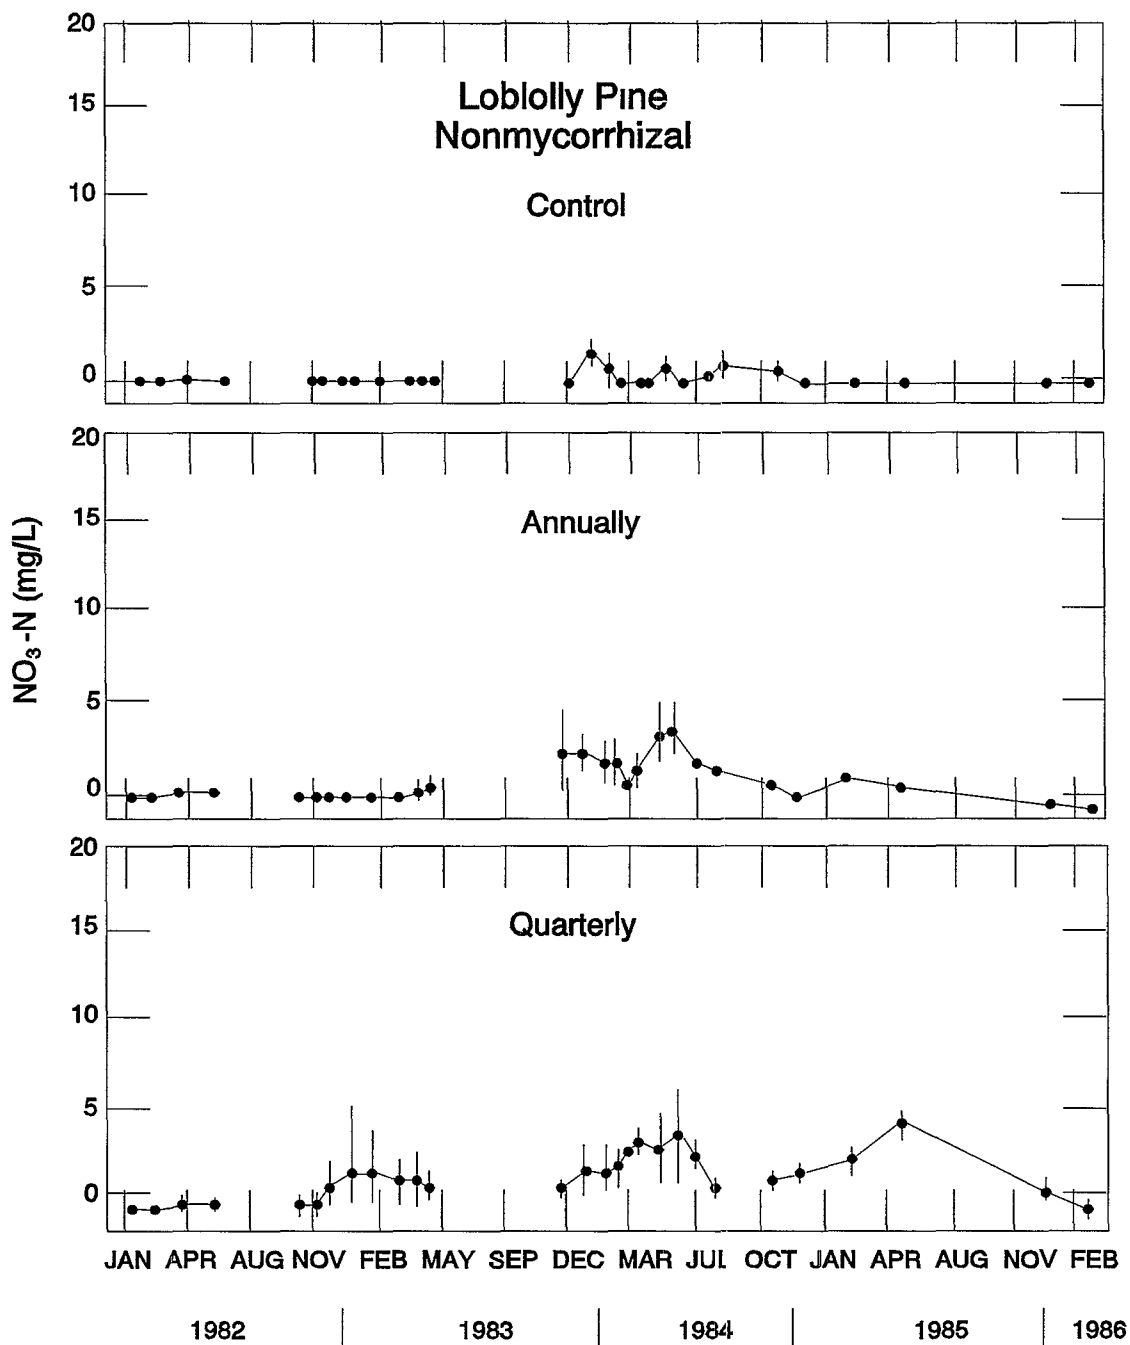 20
Loblolly Pine
15
Nonmycorrhizal
10
Control
5
0
20
15
Annually
NO₃-N (mg/L)
10
5
0
20
15
Quarterly
10
5
0
JAN APR AUG NOV FEB MAY SEP DEC MAR JUL OCT JAN APR AUG NOV FEB
1982 1983 1984 1985 1986